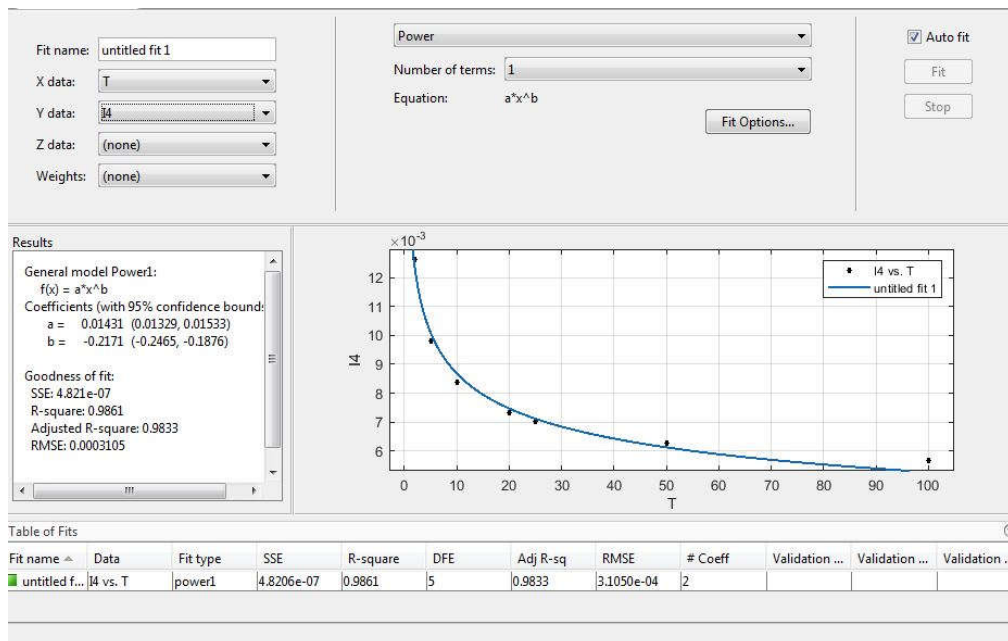 Fit name: untitled fit 1
X data: T
Y data: I4
Z data: (none)
Weights: (none)
Power
Number of terms: 1
Equation: a*x^b
Fit Options...
Auto fit
Fit
Stop
Results
General model Power1:
f(x) = a*x^b
Coefficients (with 95% confidence bounds
a = 0.01431 (0.01329, 0.01533)
b = -0.2171 (-0.2465, -0.1876)
Goodness of fit:
SSE: 4.821e-07
R-square: 0.9861
Adjusted R-square: 0.9833
RMSE: 0.0003105
×10^-3
12
10
9
8
7
6
I4
0 10 20 30 40 50 60 70 80 90 100
T
I4 vs. T
untitled fit 1
Table of Fits
Fit name Data Fit type SSE R-square DFE Adj R-sq RMSE # Coeff Validation ... Validation ... Validation .
untitled f... I4 vs. T power1 4.8206e-07 0.9861 5 0.9833 3.1050e-04 2